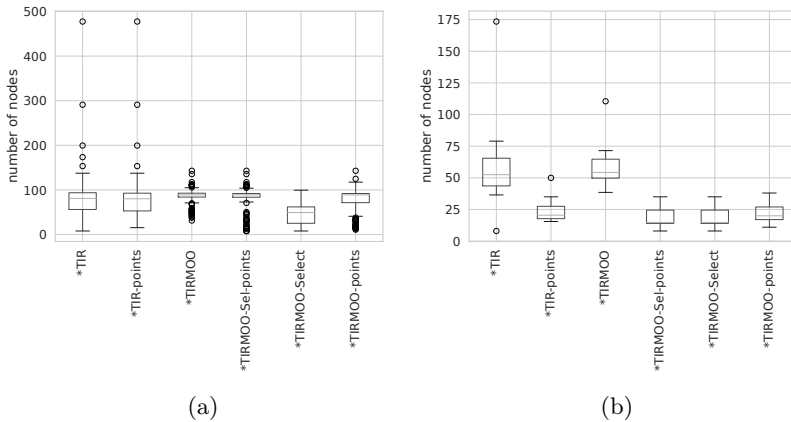 500
400
300
200
100
0
number of nodes
*TIR
*TIR-points
*TIRMOO
*TIRMOO-Sel-points
*TIRMOO-Select
*TIRMOO-points
(a)
175
150
125
100
75
50
25
0
number of nodes
*TIR
*TIR-points
*TIRMOO
*TIRMOO-Sel-points
*TIRMOO-Select
*TIRMOO-points
(b)